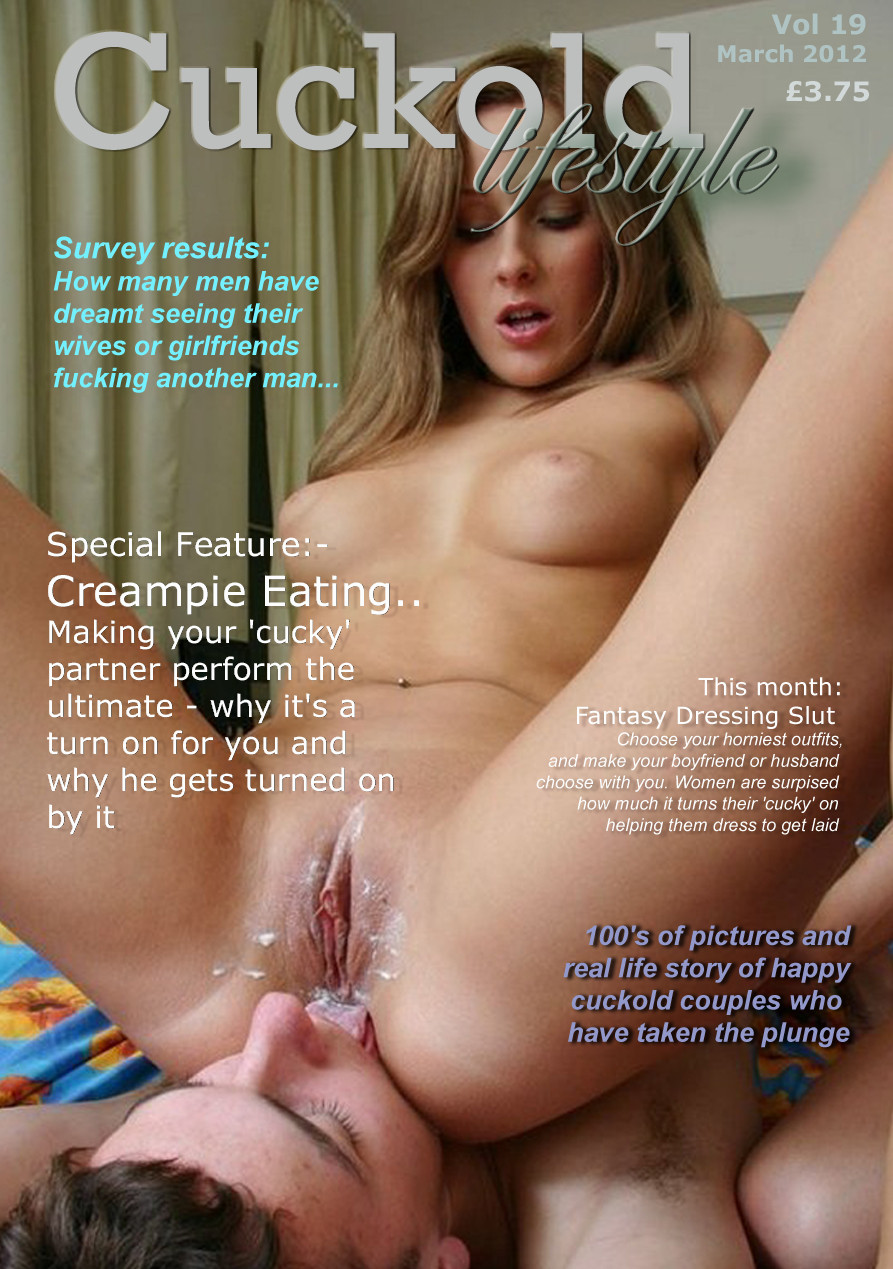 Cuckold
lifestyle
Vol 19
March 2012
£3.75
Survey results:
How many men have
dreamt seeing their
wives or girlfriends
fucking another man...
Special Feature:-
Creampie Eating..
Making your 'cucky'
partner perform the
ultimate - why it's a
turn on for you and
why he gets turned on
by it
This month:
Fantasy Dressing Slut
Choose your horniest outfits,
and make your boyfriend or husband
choose with you. Women are surpised
how much it turns their 'cucky' on
helping them dress to get laid
100's of pictures and
real life story of happy
cuckold couples who
have taken the plunge